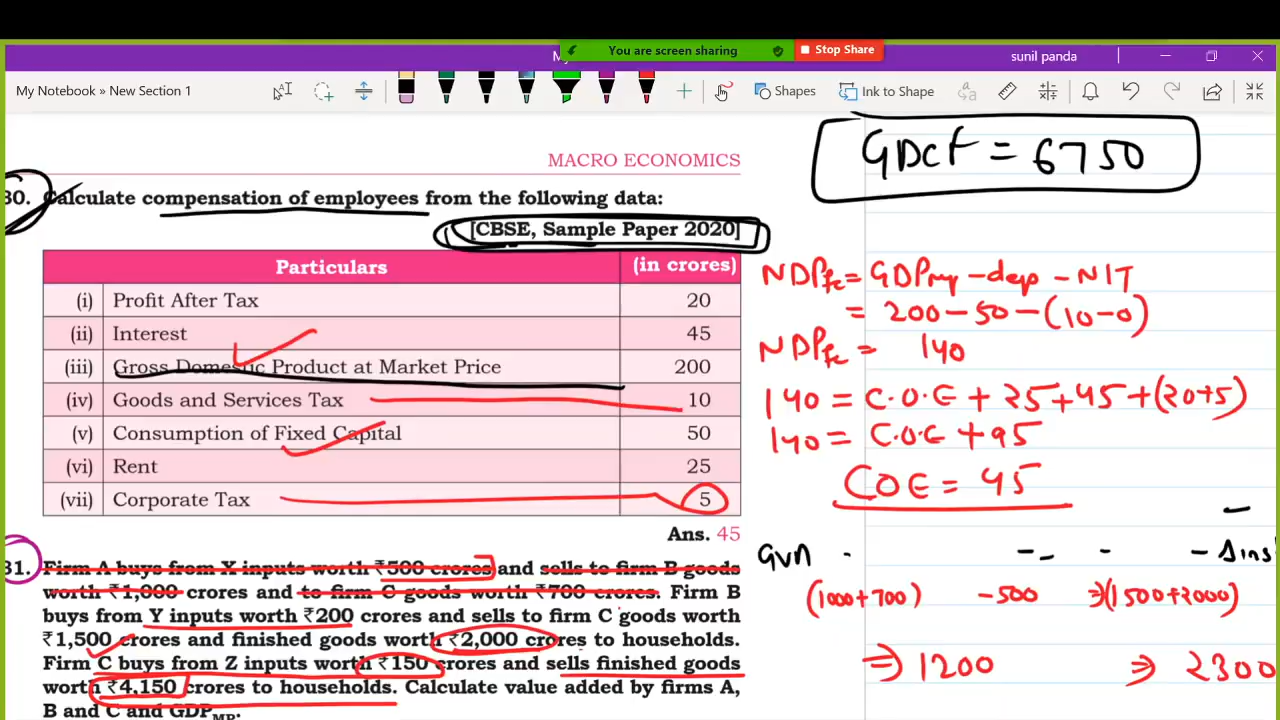 You are screen sharing
Stop Share
sunil panda
My Notebook » New Section 1
Shapes
Ink to Shape
MACRO ECONOMICS
30. Calculate compensation of employees from the following data:
[CBSE, Sample Paper 2020]
Particulars (in crores)
(i) Profit After Tax 20
(ii) Interest 45
(iii) Gross Domestic Product at Market Price 200
(iv) Goods and Services Tax 10
(v) Consumption of Fixed Capital 50
(vi) Rent 25
(vii) Corporate Tax 5
Ans. 45
31. Firm A buys from X inputs worth ₹500 crores and sells to firm B goods
worth ₹1,000 crores and to firm C goods worth ₹700 crores. Firm B
buys from Y inputs worth ₹200 crores and sells to firm C goods worth
₹1,500 crores and finished goods worth ₹2,000 crores to households.
Firm C buys from Z inputs worth ₹150 crores and sells finished goods
worth ₹4,150 crores to households. Calculate value added by firms A,
B and C and GDPMP.
GDCF = 6750
NDPfc = GDPmp - dep - NIT
= 200 - 50 - (10-0)
NDPfc = 140
140 = C.O.E + 25 + 45 + (20+5)
140 = C.O.E + 95
COE = 45
(1000+700) - 500 ⇒ (1500+2000)
⇒ 1200 ⇒ 2300